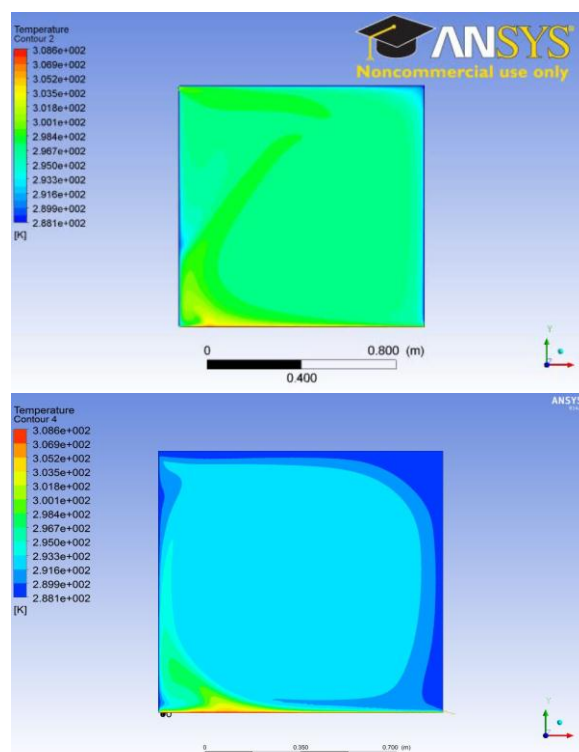 Temperature
Contour 2
3.086e+002
3.069e+002
3.052e+002
3.035e+002
3.018e+002
3.001e+002
2.984e+002
2.967e+002
2.950e+002
2.933e+002
2.916e+002
2.899e+002
2.881e+002
[K]
ANSYS
Noncommercial use only
0
0.800 (m)
0.400
Y
Temperature
Contour 4
3.086e+002
3.069e+002
3.052e+002
3.035e+002
3.018e+002
3.001e+002
2.984e+002
2.967e+002
2.950e+002
2.933e+002
2.916e+002
2.899e+002
2.881e+002
[K]
ANSYS
0
0.350
0.700 (m)
Y